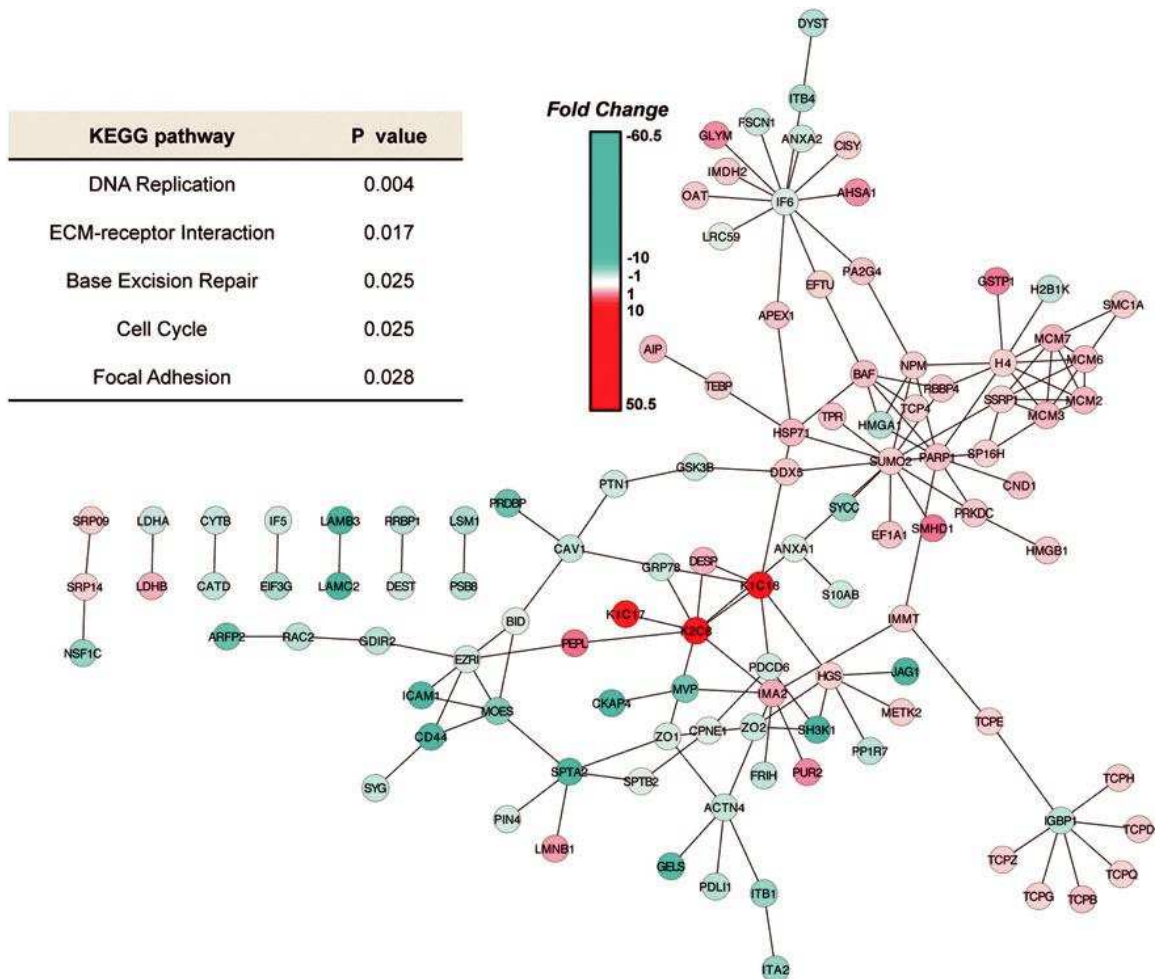 KEGG pathway P value
DNA Replication 0.004
ECM-receptor Interaction 0.017
Base Excision Repair 0.025
Cell Cycle 0.025
Focal Adhesion 0.028
Fold Change
-60.5
-10
-1
1
10
50.5
DYST
ITB4
FSCN1
ANXA2
GLYM
CISY
IMDH2
OAT
IF6
AHSA1
LRC59
EFTU
PA2G4
GSTP1
H2B1K
SMC1A
APEX1
MCM7
AIP
MCM6
TEBP
BAF
NPM
H4
RBBP4
SSRP1
MCM2
TCP4
MCM3
TPR
HMGA1
HSP71
SUMO2
PARP1
SP16H
GSK3B
DDX5
CND1
PTN1
PRDBP
SYCC
PRKDC
EF1A1
SMHD1
HMGB1
SRP09
LDHA
CYTB
IF5
LAMB3
RRBP1
LSM1
CAV1
ANXA1
GRP78
DESP
SRP14
LDHB
CATD
EIF3G
LAMC2
DEST
PSB8
K1C18
S10AB
K1C17
K2C8
BID
IMMT
ARFP2
RAC2
GDIR2
PEPL
NSF1C
EZRI
PDCD6
HGS
JAG1
ICAM1
MOES
CKAP4
MVP
IMA2
METK2
CD44
ZO1
CPNE1
ZO2
SH3K1
TCPE
PP1R7
SPTA2
SPTB2
FRIH
PUR2
SYG
TCPH
ACTN4
PIN4
IGBP1
TCPD
LMNB1
TCPZ
GELS
PDLI1
ITB1
TCPQ
TCPG
TCPB
ITA2